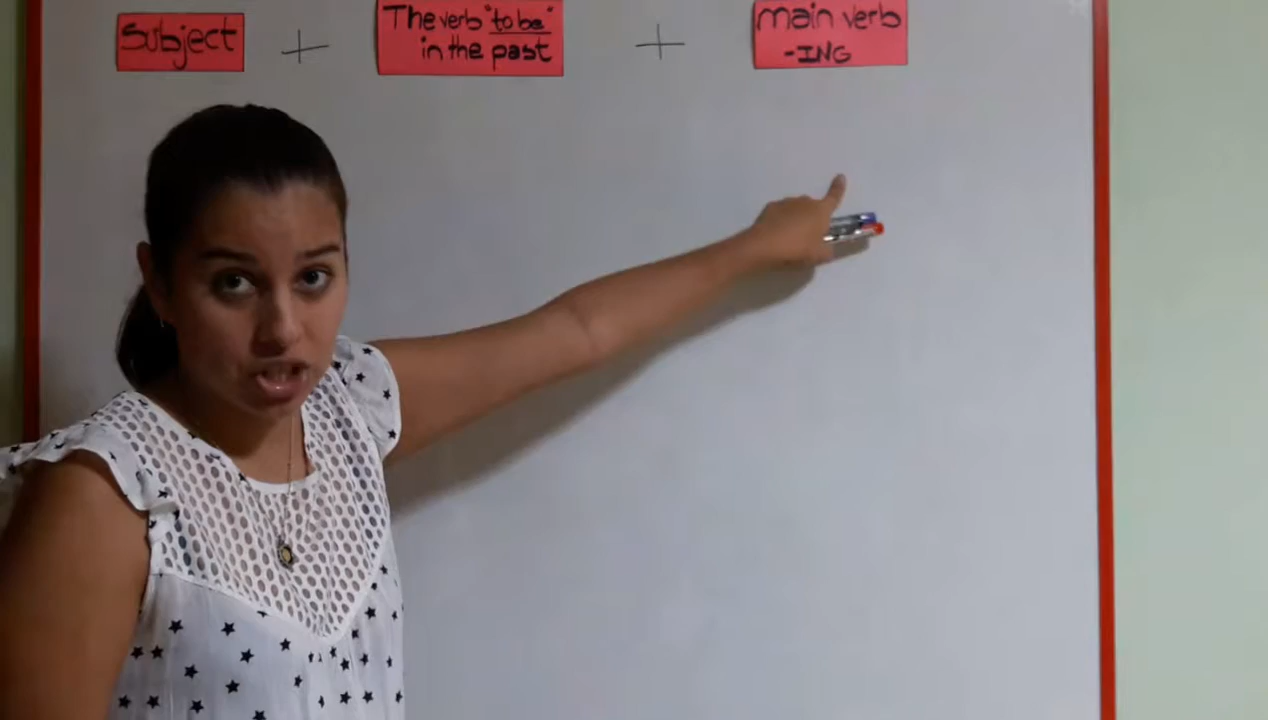 Subject + The verb "to be" + main verb
in the past -ING